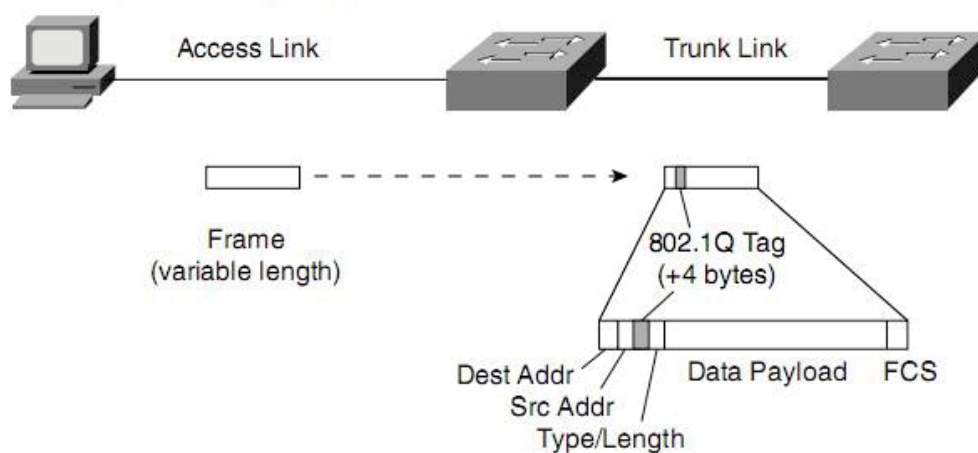 Access Link
Trunk Link
Frame
(variable length)
802.1Q Tag
(+4 bytes)
Dest Addr
Src Addr
Type/Length
Data Payload
FCS